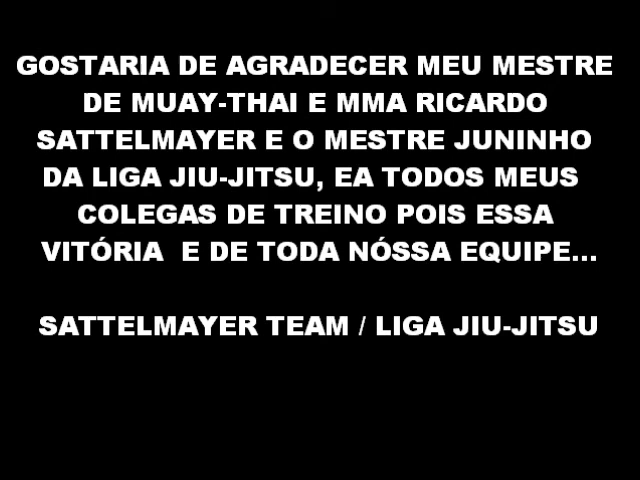 GOSTARIA DE AGRADECER MEU MESTRE
DE MUAY-THAI E MMA RICARDO
SATTELMAYER E O MESTRE JUNINHO
DA LIGA JIU-JITSU, EA TODOS MEUS
COLEGAS DE TREINO POIS ESSA
VITÓRIA E DE TODA NÓSSA EQUIPE...
SATTELMAYER TEAM / LIGA JIU-JITSU